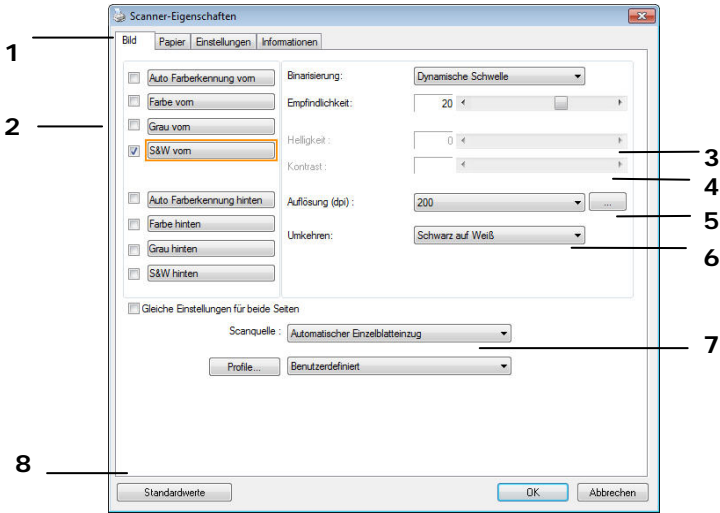 Scanner-Eigenschaften
Bild Papier Einstellungen Informationen
1
Auto Farberkennung vorn
Binarisierung: Dynamische Schwelle
Farbe vorn
Empfindlichkeit: 20
Grau vorn
2
Helligkeit : 0
S&W vorn
3
Kontrast :
4
Auto Farberkennung hinten
Auflösung (dpi) : 200 ...
5
Farbe hinten
Umkehren: Schwarz auf Weiß
6
Grau hinten
S&W hinten
Gleiche Einstellungen für beide Seiten
Scanquelle : Automatischer Einzelblatteinzug
7
Profile... Benutzerdefiniert
8
Standardwerte OK Abbrechen